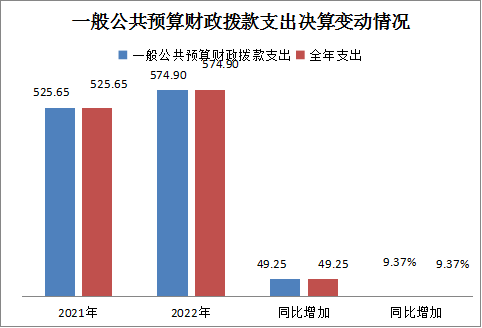 一般公共预算财政拨款支出决算变动情况
一般公共预算财政拨款支出 全年支出
525.65 525.65 574.90 574.90 49.25 49.25 9.37% 9.37%
2021年 2022年 同比增加 同比增加